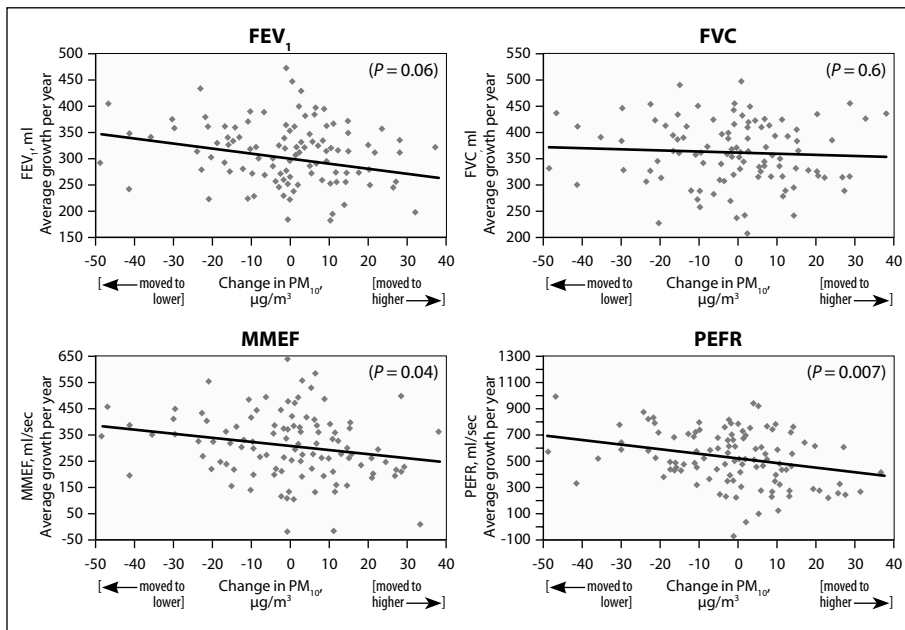 FEV1
(P = 0.06)
FEV1, ml
Average growth per year
500
450
400
350
300
250
200
150
-50 -40 -30 -20 -10 0 10 20 30 40
[ moved to lower]
Change in PM10, µg/m3
[moved to higher ]
FVC
(P = 0.6)
FVC, ml
Average growth per year
550
500
450
400
350
300
250
200
-50 -40 -30 -20 -10 0 10 20 30 40
[ moved to lower]
Change in PM10, µg/m3
[moved to higher ]
MMEF
(P = 0.04)
MMEF, ml/sec
Average growth per year
650
550
450
350
250
150
50
-50
-50 -40 -30 -20 -10 0 10 20 30 40
[ moved to lower]
Change in PM10, µg/m3
[moved to higher ]
PEFR
(P = 0.007)
PEFR, ml/sec
Average growth per year
1300
1100
900
700
500
300
100
-100
-50 -40 -30 -20 -10 0 10 20 30 40
[ moved to lower]
Change in PM10, µg/m3
[moved to higher ]